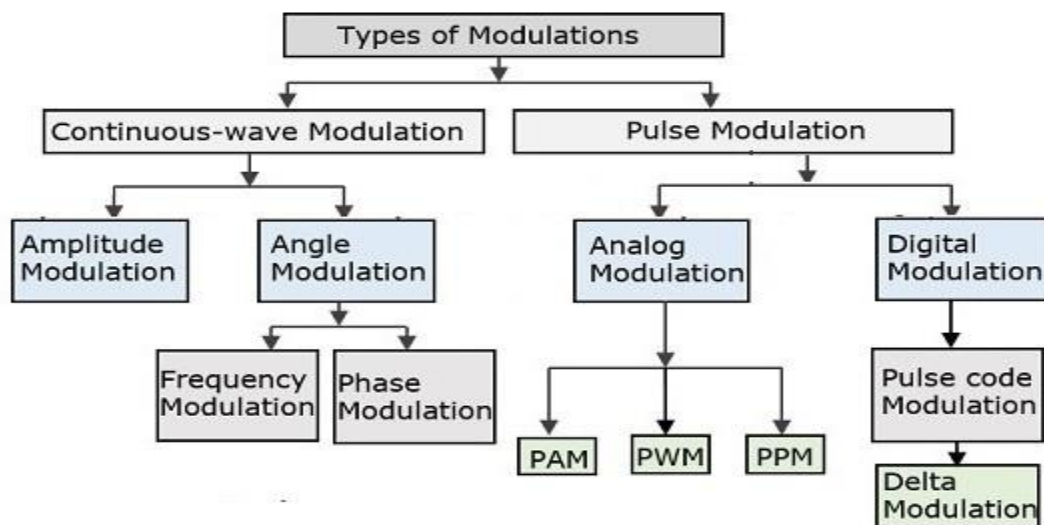 Types of Modulations
Continuous-wave Modulation
Pulse Modulation
Amplitude
Modulation
Angle
Modulation
Analog
Modulation
Digital
Modulation
Frequency
Modulation
Phase
Modulation
Pulse code
Modulation
PAM
PWM
PPM
Delta
Modulation